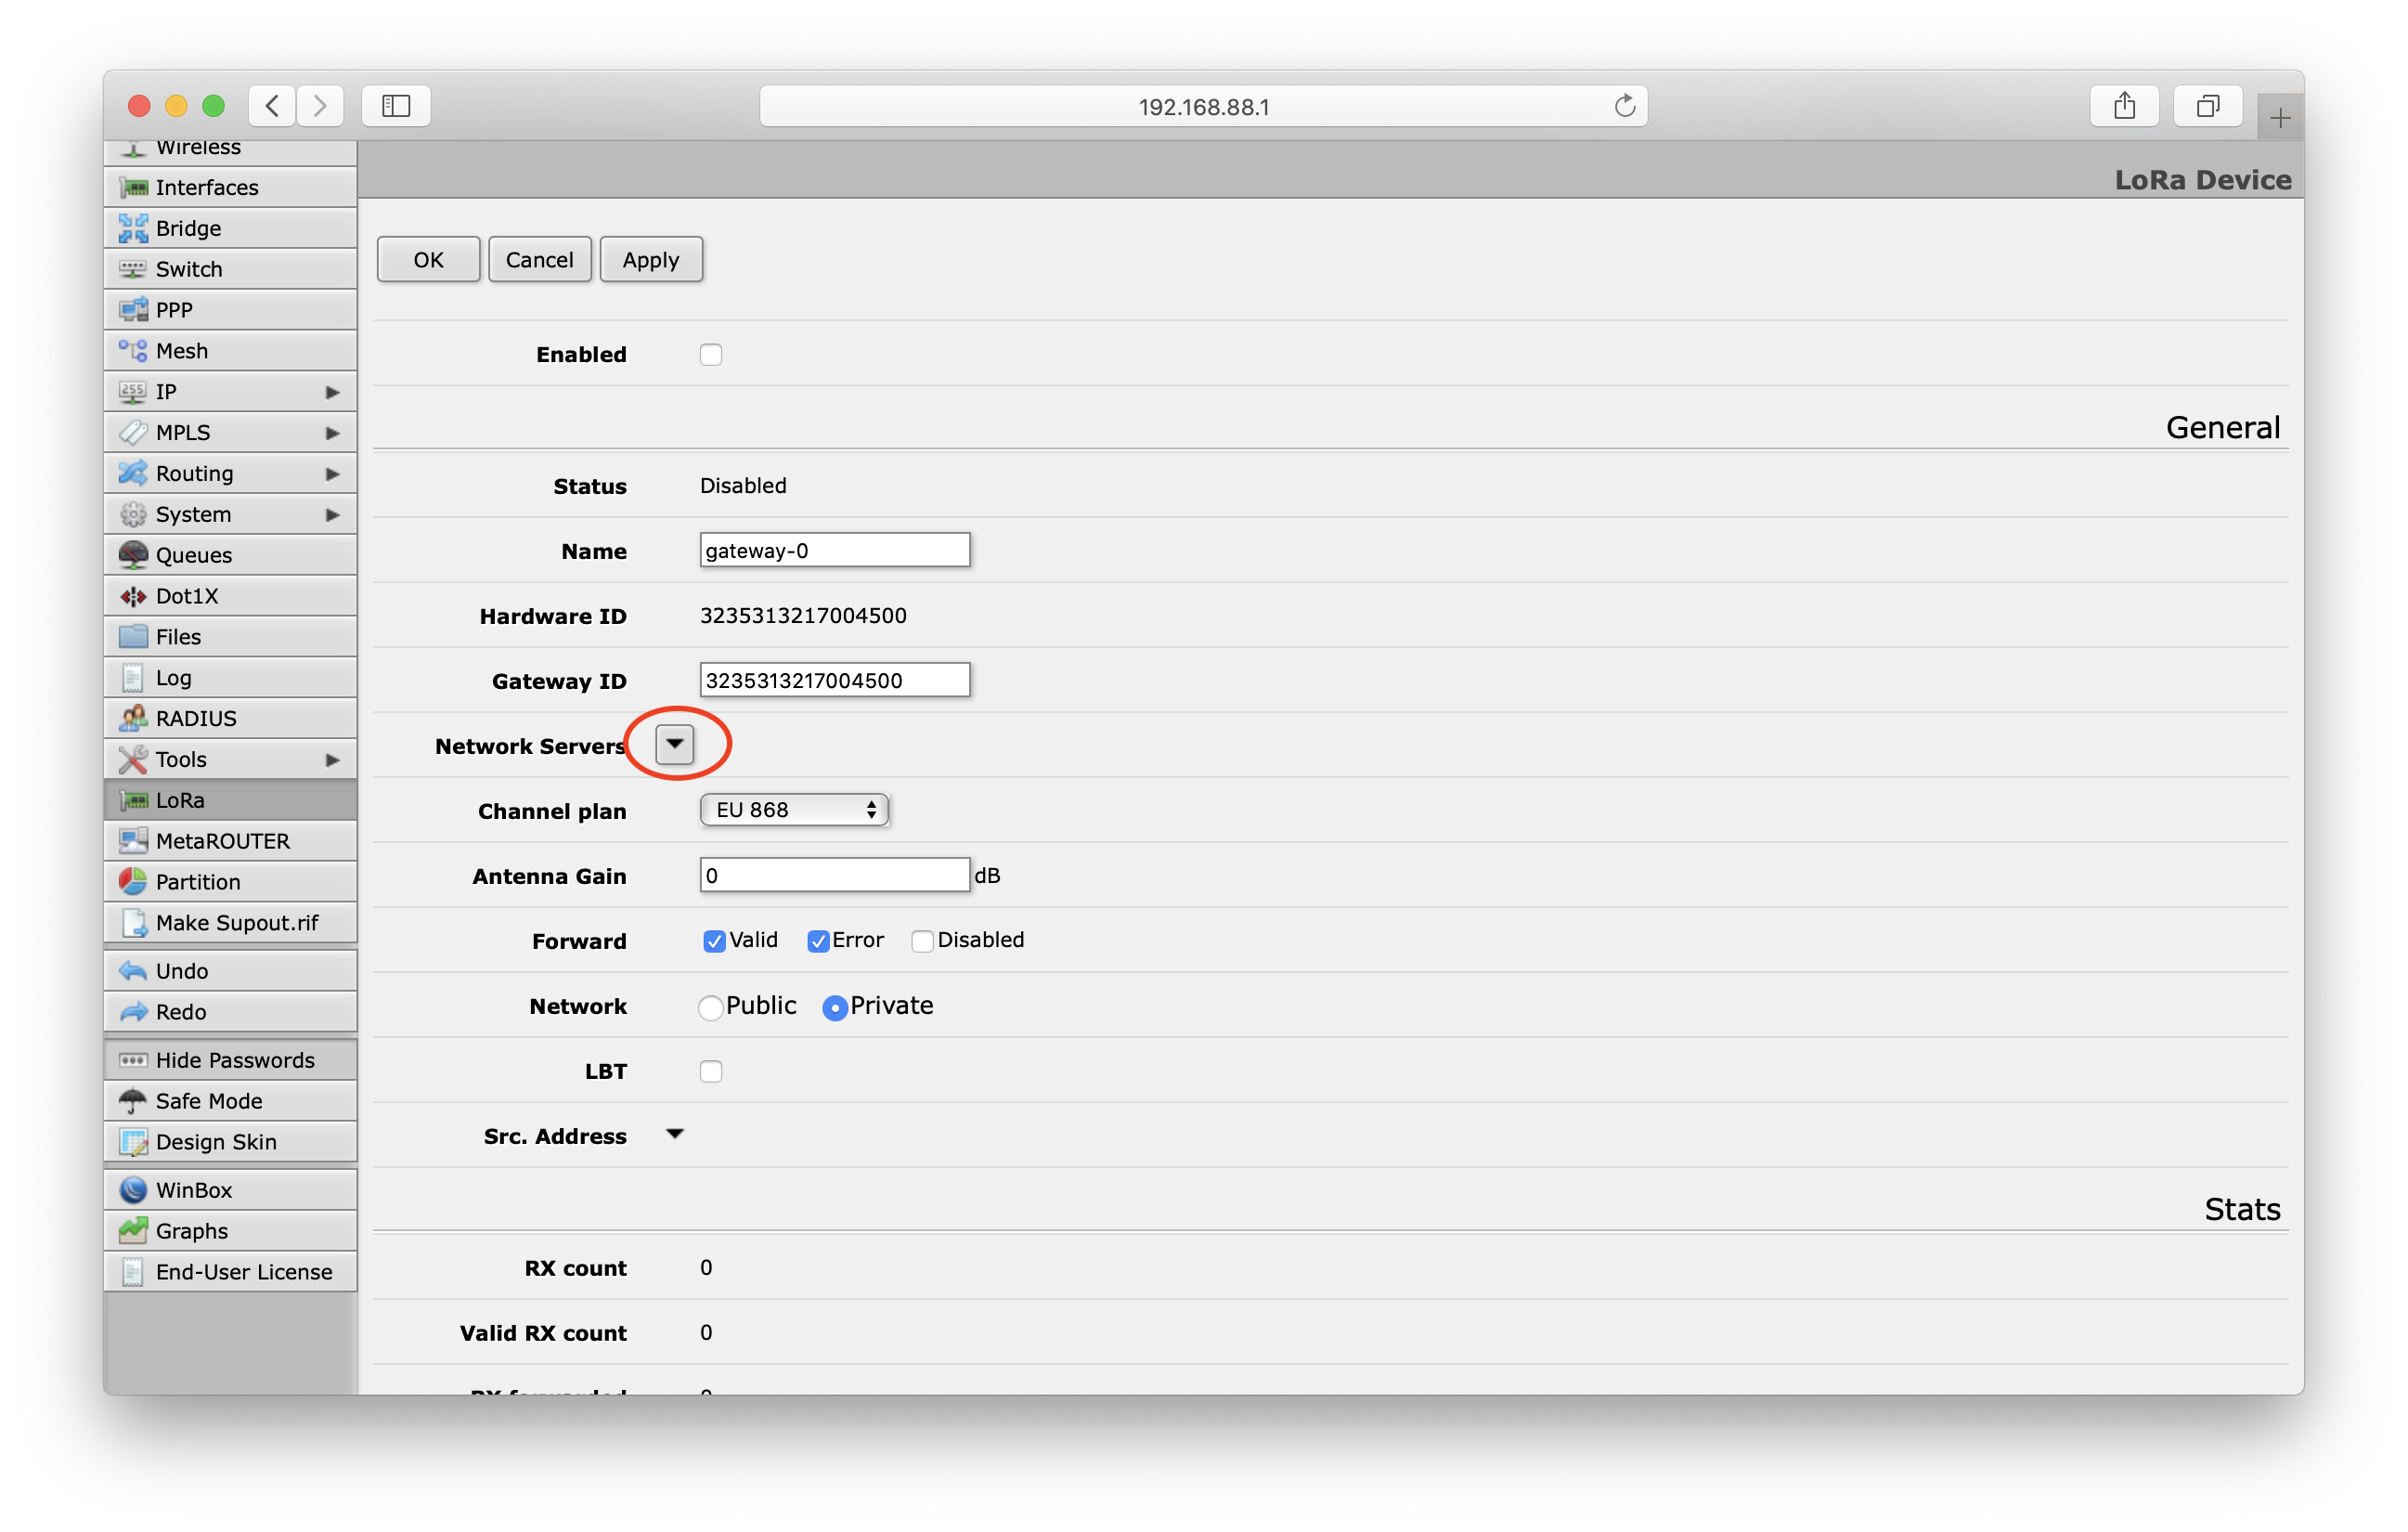 192.168.88.1
Wireless
Interfaces
Bridge
Switch
PPP
Mesh
IP
MPLS
Routing
System
Queues
Dot1X
Files
Log
RADIUS
Tools
LoRa
MetaROUTER
Partition
Make Supout.rif
Undo
Redo
Hide Passwords
Safe Mode
Design Skin
WinBox
Graphs
End-User License
LoRa Device
OK Cancel Apply
Enabled
General
Status Disabled
Name gateway-0
Hardware ID 3235313217004500
Gateway ID 3235313217004500
Network Servers
Channel plan EU 868
Antenna Gain 0 dB
Forward Valid Error Disabled
Network Public Private
LBT
Src. Address
Stats
RX count 0
Valid RX count 0
RX forwarded 0